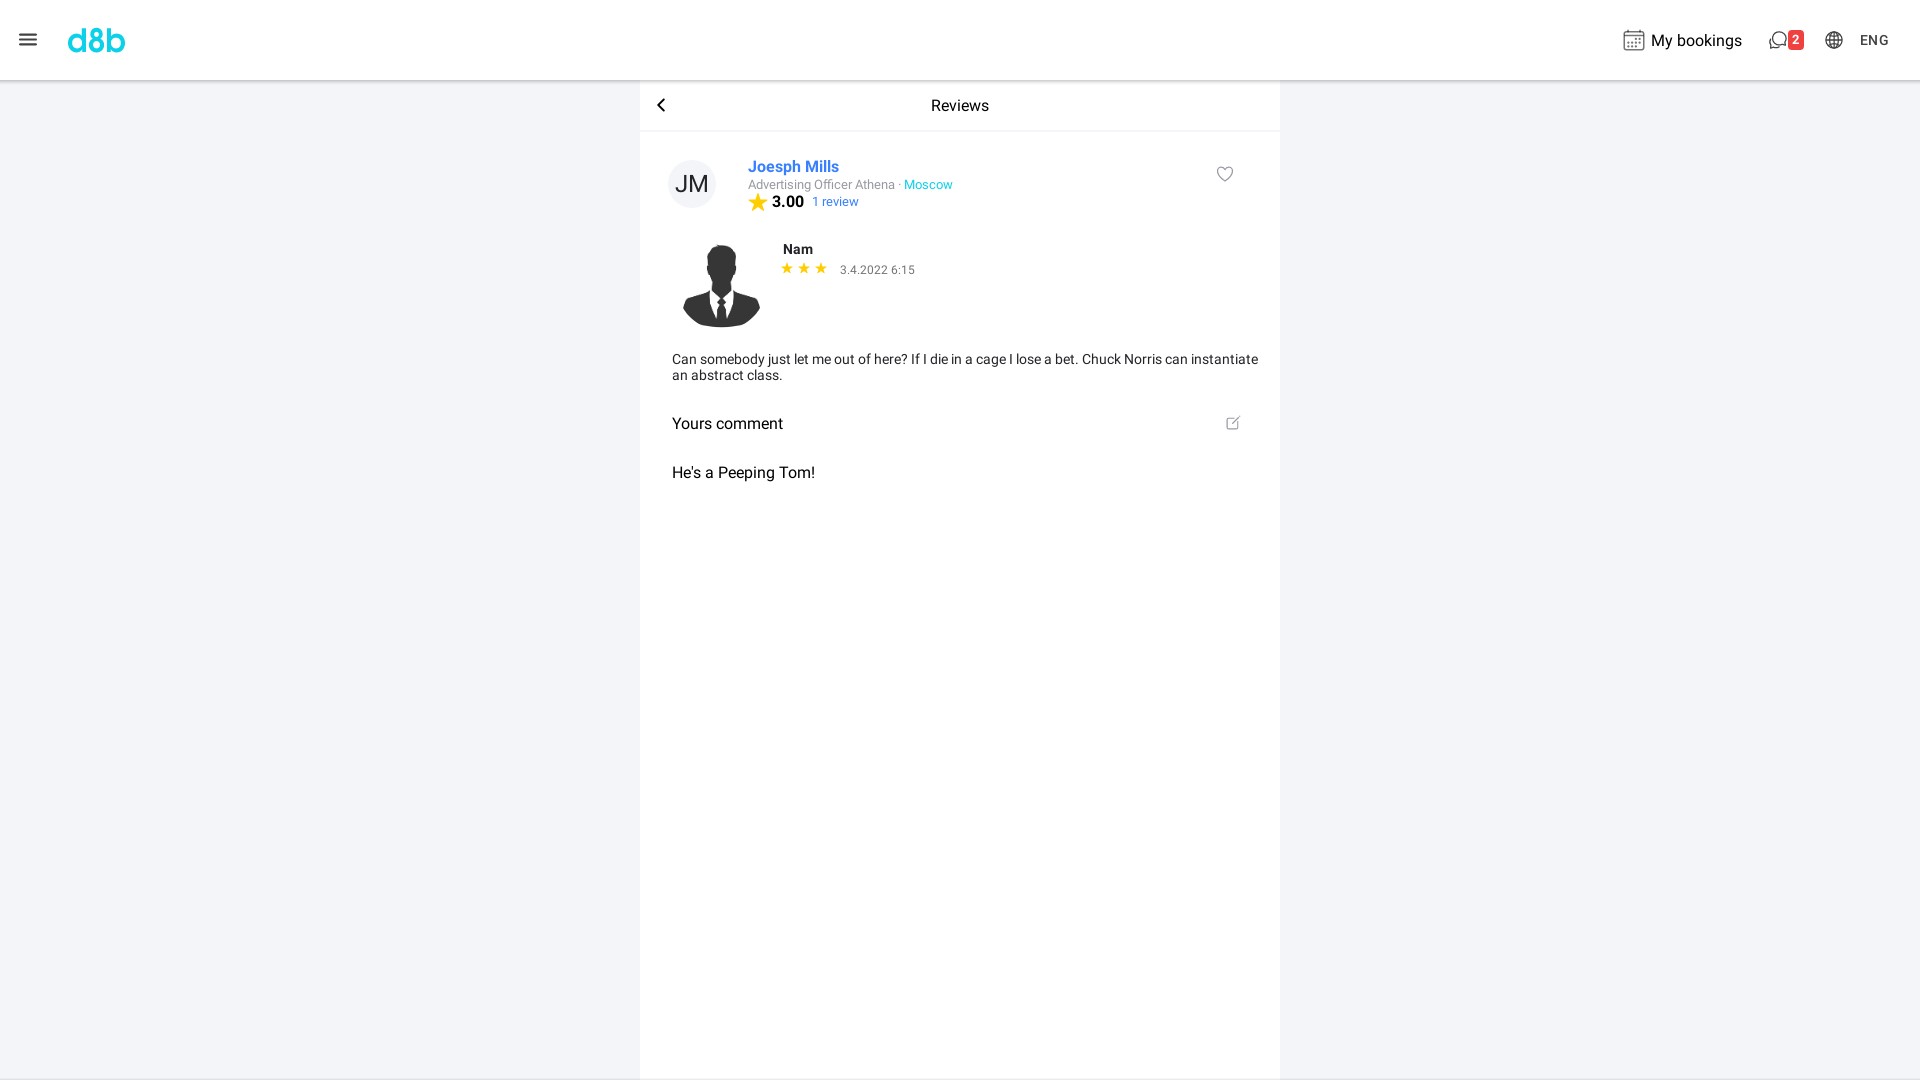 d8b
My bookings
2
ENG
Reviews
JM
Joesph Mills
Advertising Officer Athena · Moscow
3.00 1 review
Nam
3.4.2022 6:15
Can somebody just let me out of here? If I die in a cage I lose a bet. Chuck Norris can instantiate
an abstract class.
Yours comment
He's a Peeping Tom!